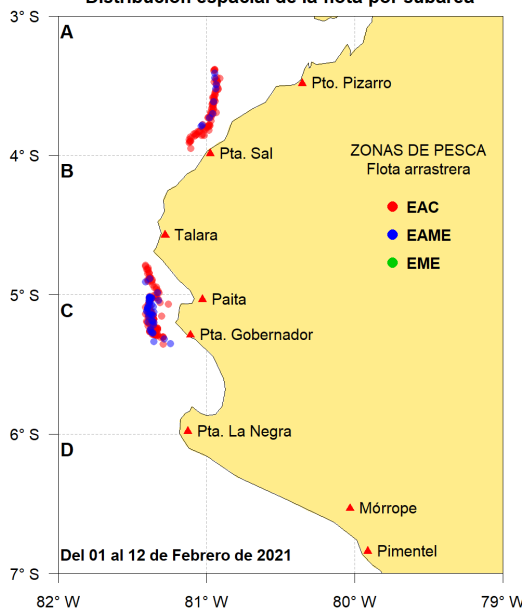 Distribución espacial de la flota por subárea
3° S
A
Pto. Pizarro
4° S
Pta. Sal
ZONAS DE PESCA
B
Flota arrastrera
EAC
Talara
EAME
EME
5° S
Paita
C
Pta. Gobernador
6° S
Pta. La Negra
D
Mórrope
Del 01 al 12 de Febrero de 2021
Pimentel
7° S
82° W
81° W
80° W
79° W